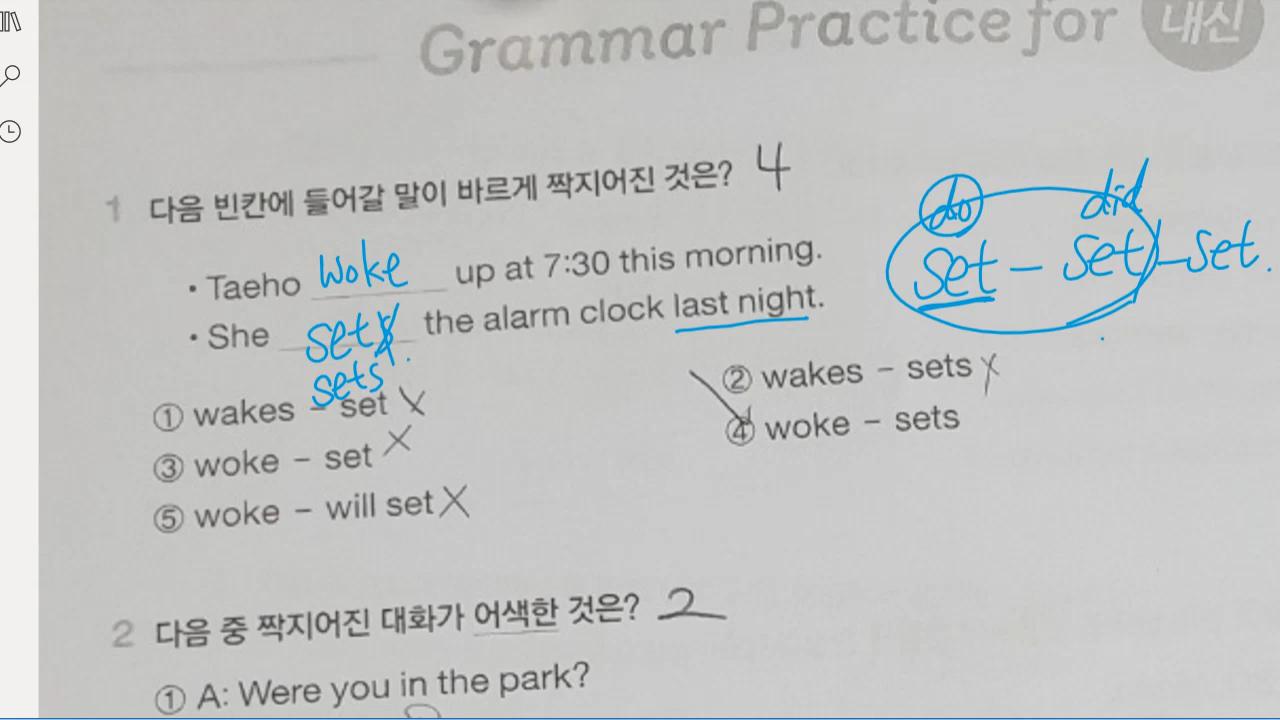 Grammar Practice for 내신
1 다음 빈칸에 들어갈 말이 바르게 짝지어진 것은? 4
• Taeho woke up at 7:30 this morning.
• She sets the alarm clock last night.
sets
do did
set - set - set.
① wakes - set X
② wakes - sets X
③ woke - set X
④ woke - sets
⑤ woke - will set X
2 다음 중 짝지어진 대화가 어색한 것은? 2
① A: Were you in the park?